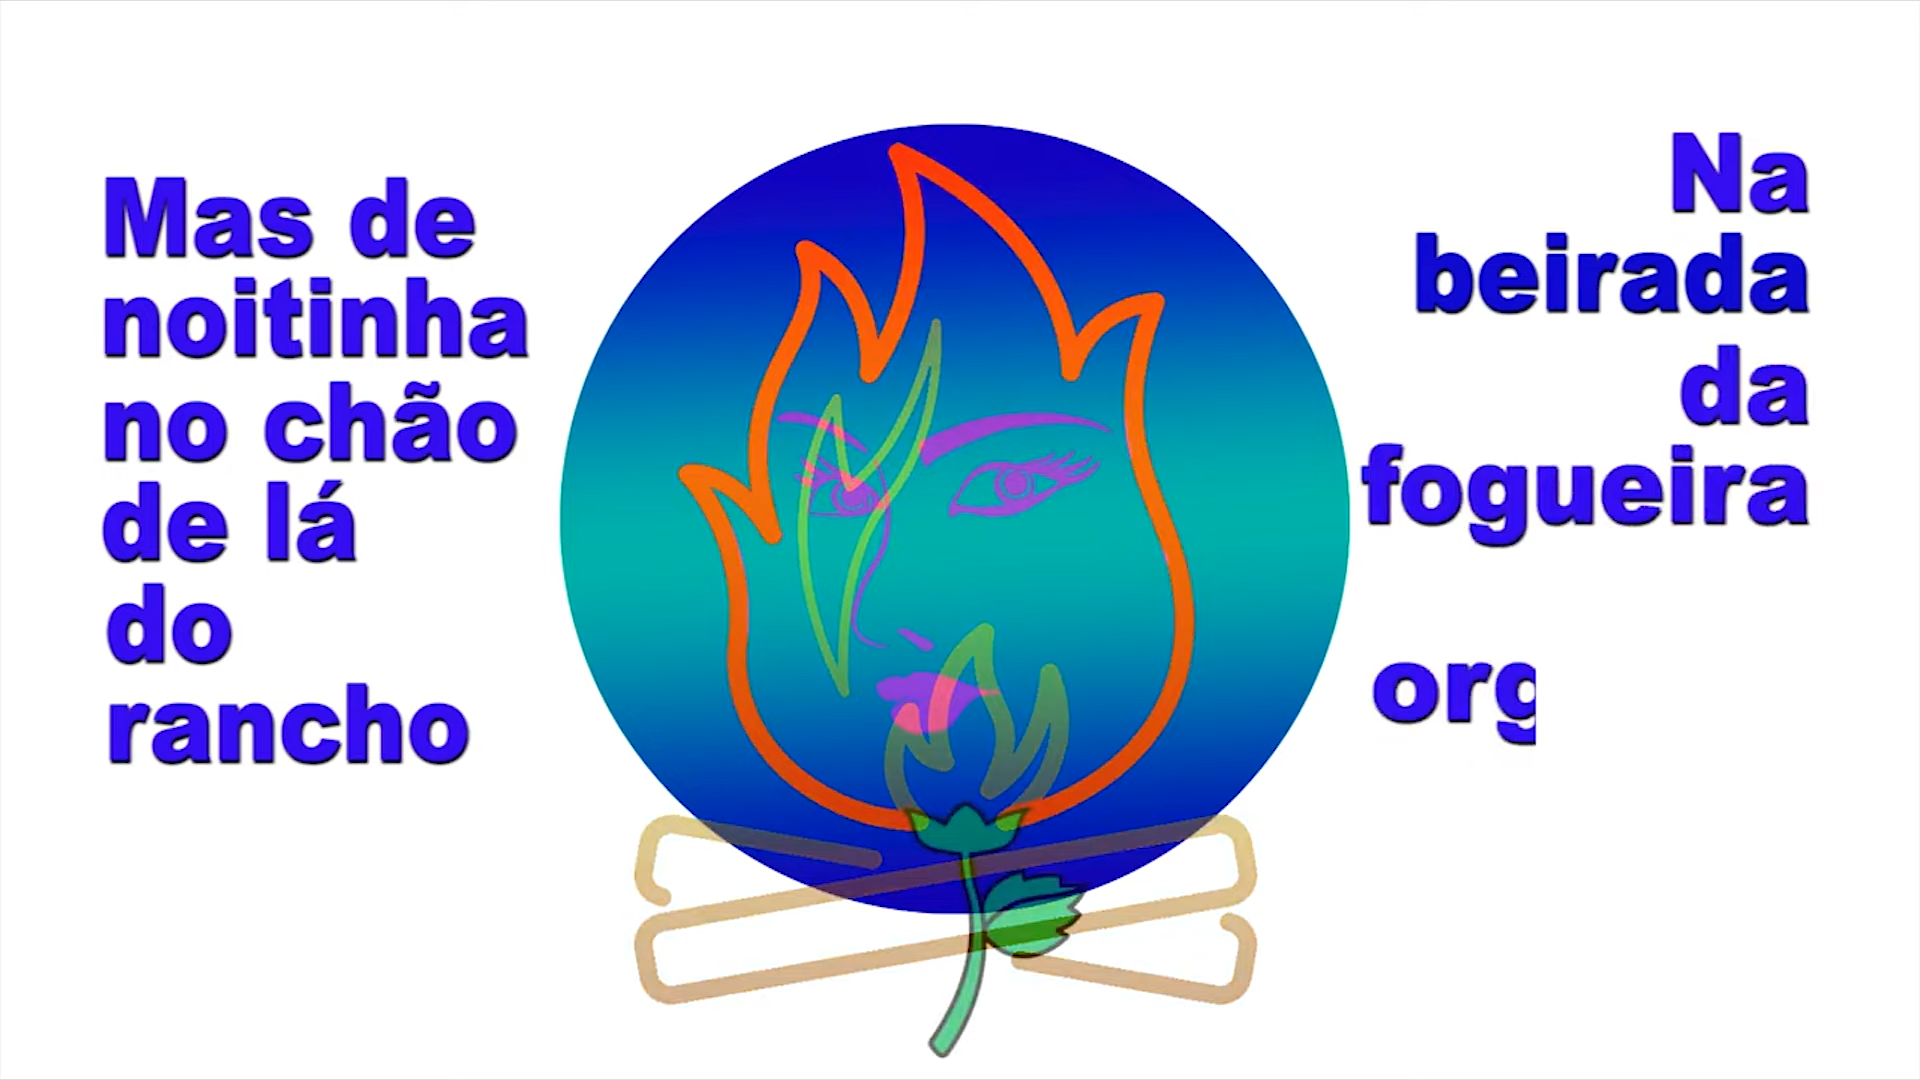 Mas de
noitinha
no chão
de lá
do
rancho
Na
beirada
da
fogueira